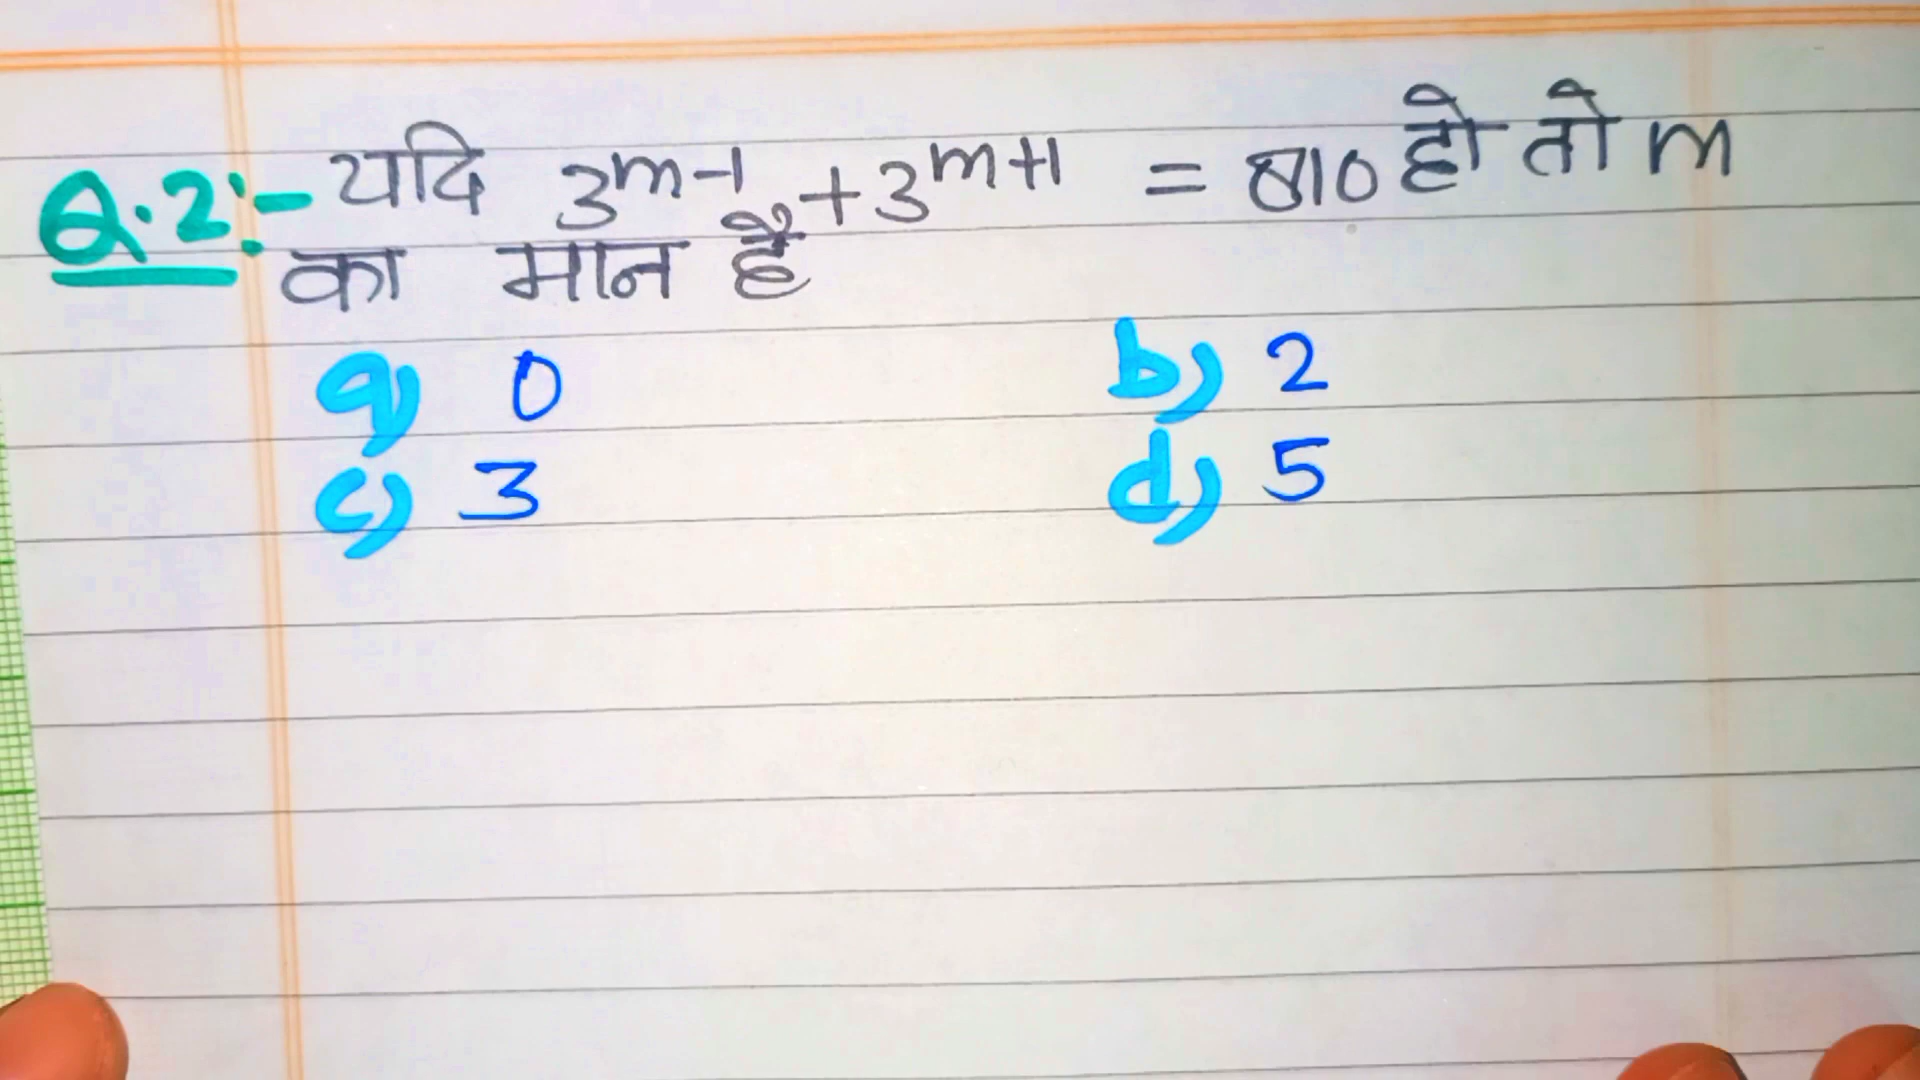 Q.2:- यदि 3^{m-1} + 3^{m+1} = 810 हो तो m
का मान है
a) 0 b) 2
c) 3 d) 5